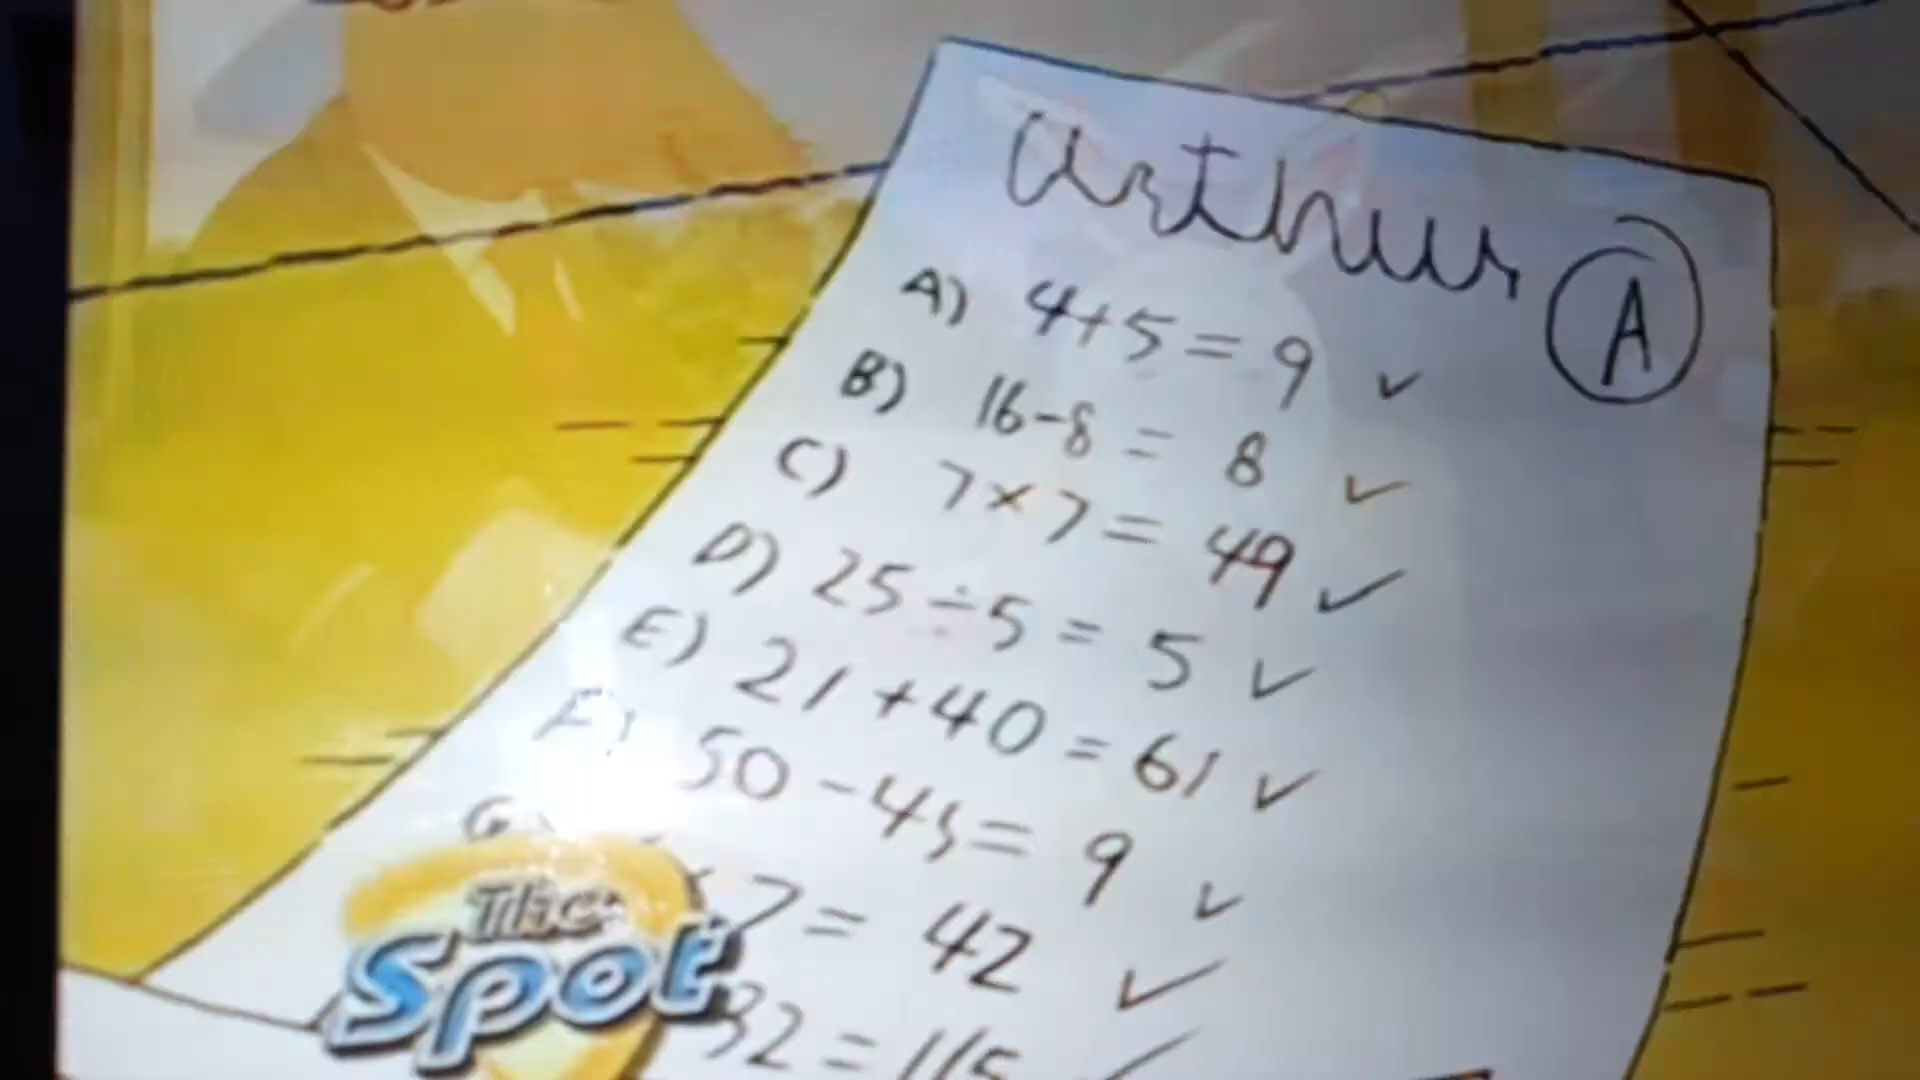 Arthur
A
A) 4+5=9 ✓
B) 16-8 = 8 ✓
C) 7×7= 49 ✓
D) 25÷5 = 5 ✓
E) 21+40=61 ✓
F) 50-45= 9 ✓
G) ×7= 42 ✓
32=115 ✓
The
Spot